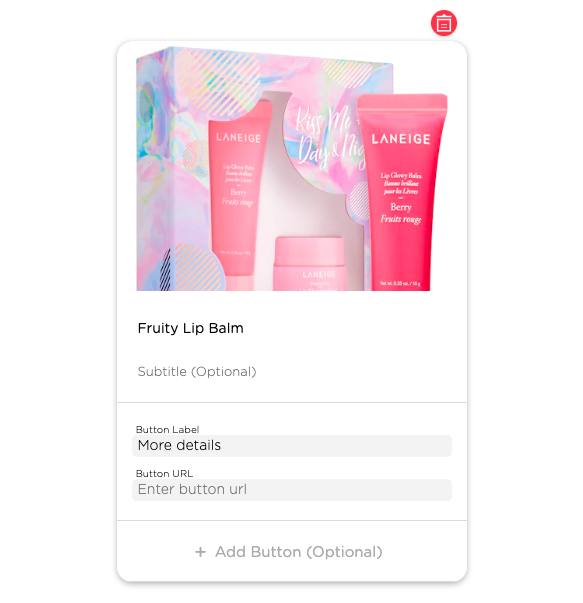 Kiss Me
Day & Nig
LANEIGE
Lip Glowy Balm
Baume brillant
pour les Lèvres
Berry
Fruits rouge
LANEIGE
Lip Glowy Balm
Baume brillant
pour les Lèvres
Berry
Fruits rouge
Net wt. 0.35 oz. / 10 g
LANEIGE
Fruity Lip Balm
Subtitle (Optional)
Button Label
More details
Button URL
Enter button url
+ Add Button (Optional)